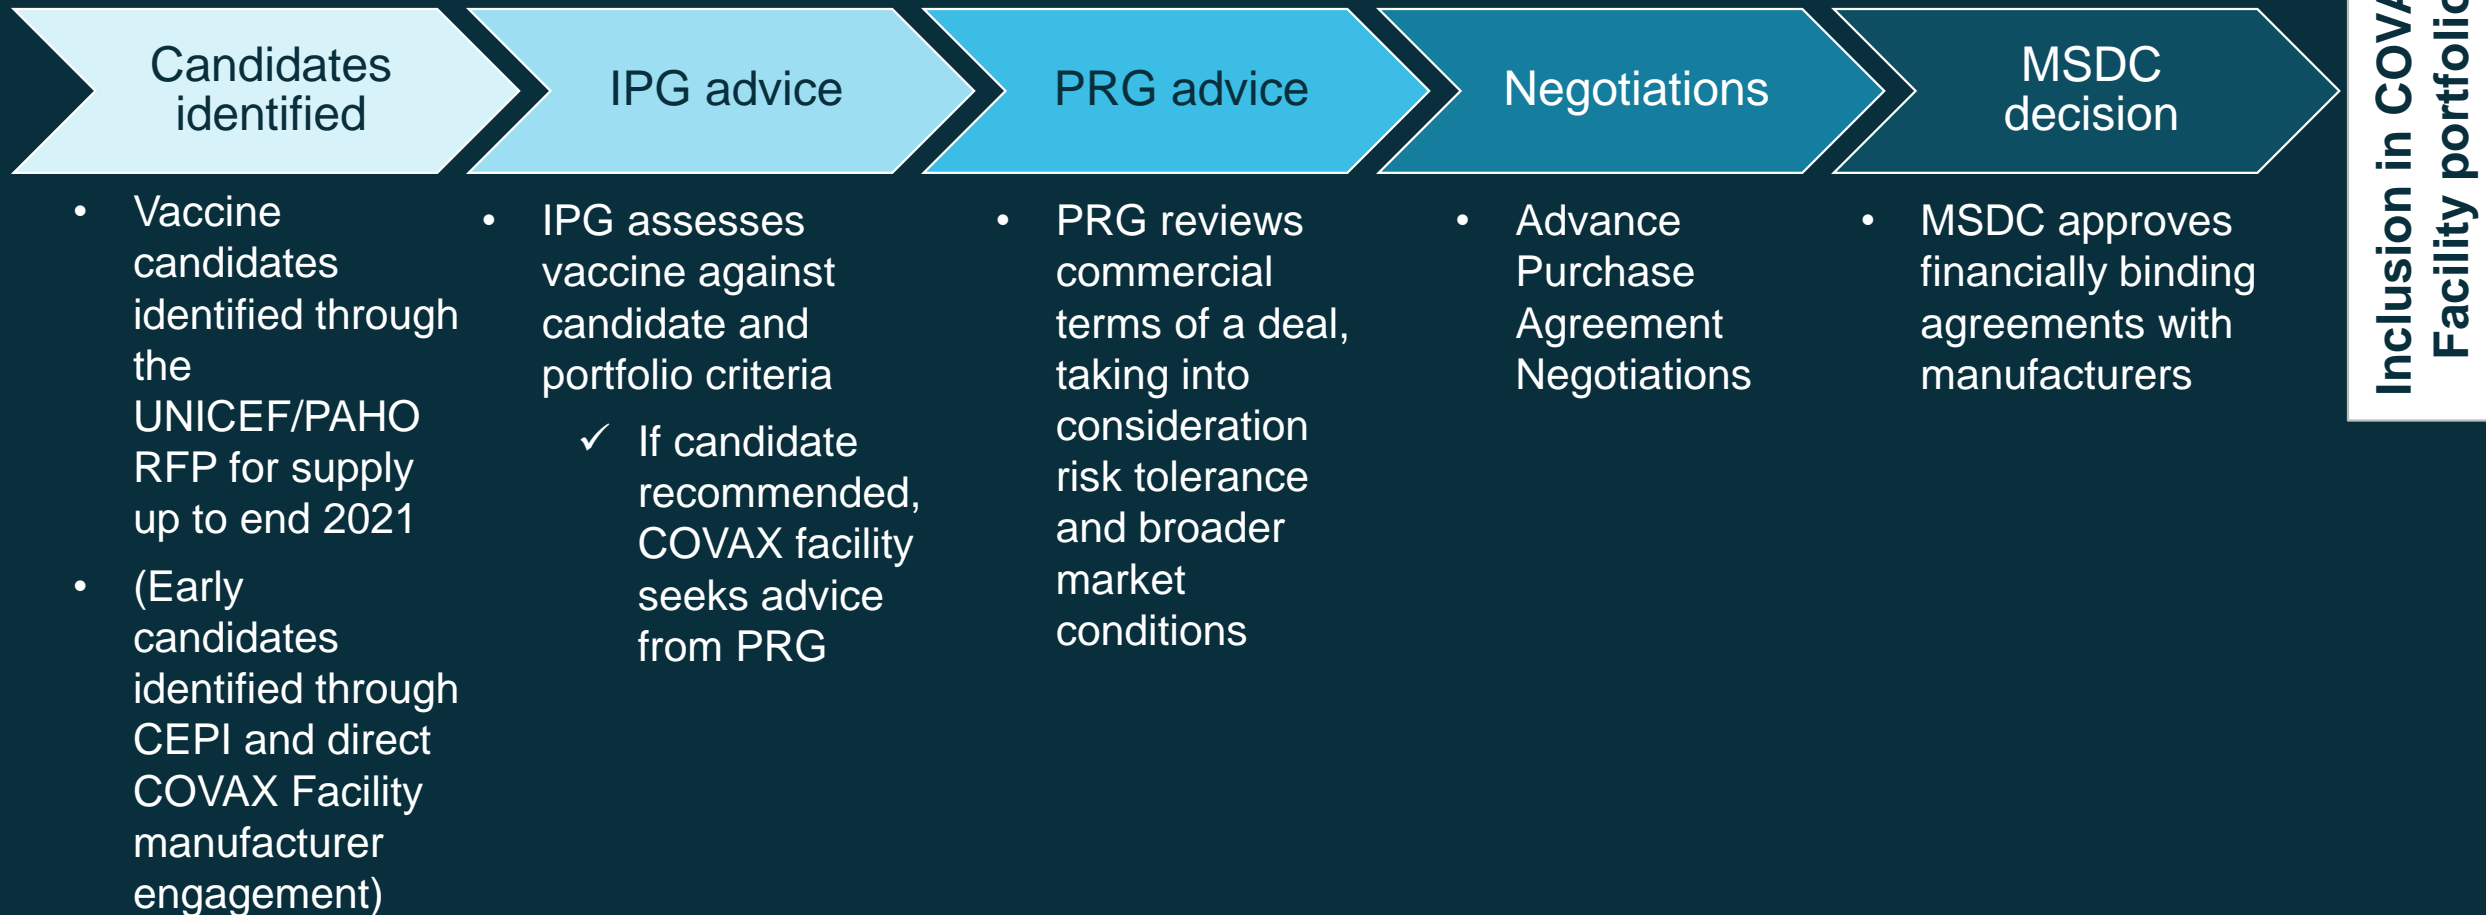 Candidates
identified
IPG advice
PRG advice
Negotiations
MSDC
decision
• Vaccine
candidates
identified through
the
UNICEF/PAHO
RFP for supply
up to end 2021
• (Early
candidates
identified through
CEPI and direct
COVAX Facility
manufacturer
engagement)
• IPG assesses
vaccine against
candidate and
portfolio criteria
✓ If candidate
recommended,
COVAX facility
seeks advice
from PRG
• PRG reviews
commercial
terms of a deal,
taking into
consideration
risk tolerance
and broader
market
conditions
• Advance
Purchase
Agreement
Negotiations
• MSDC approves
financially binding
agreements with
manufacturers
Inclusion in COVA
Facility portfolio